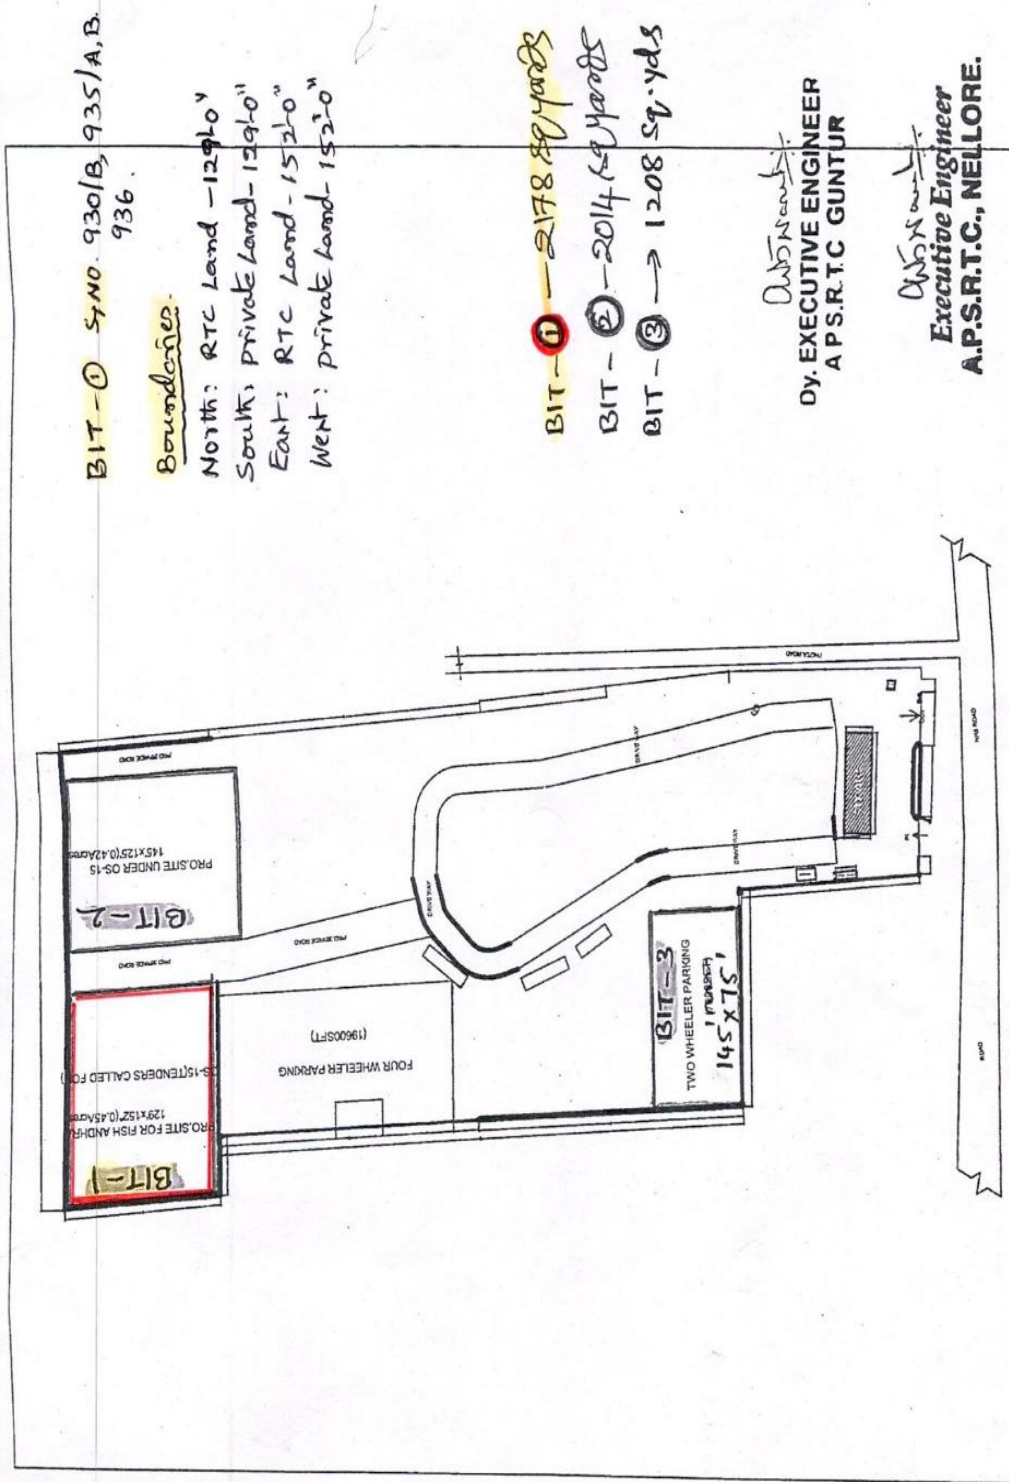 BIT - ① S.NO. 930/B, 935/A,B.
936.
Boundaries.
North: RTC Land - 129'-0"
South: Private Land - 129'-0"
East: RTC Land - 152'-0"
West: Private Land - 152'-0"
BIT - ① - 2178 sq yards
BIT - ② - 2014 sq yards
BIT - ③ → 1208 sq. yds
Dy. EXECUTIVE ENGINEER
A P S.R.T.C GUNTUR
Executive Engineer
A.P.S.R.T.C., NELLORE.
PRO.SITE UNDER OS-15
145'x125'(0.42Acres
BIT-2
BIT-1
PRO.SITE FOR FISH ANDHRA
129'x152'(0.45Acres
OS-15(TENDERS CALLED FO
FOUR WHEELER PARKING
(19600SFT)
BIT-3
TWO WHEELER PARKING
145 x 75'
DRIVE WAY
DRIVE WAY
DRIVE WAY
ROAD